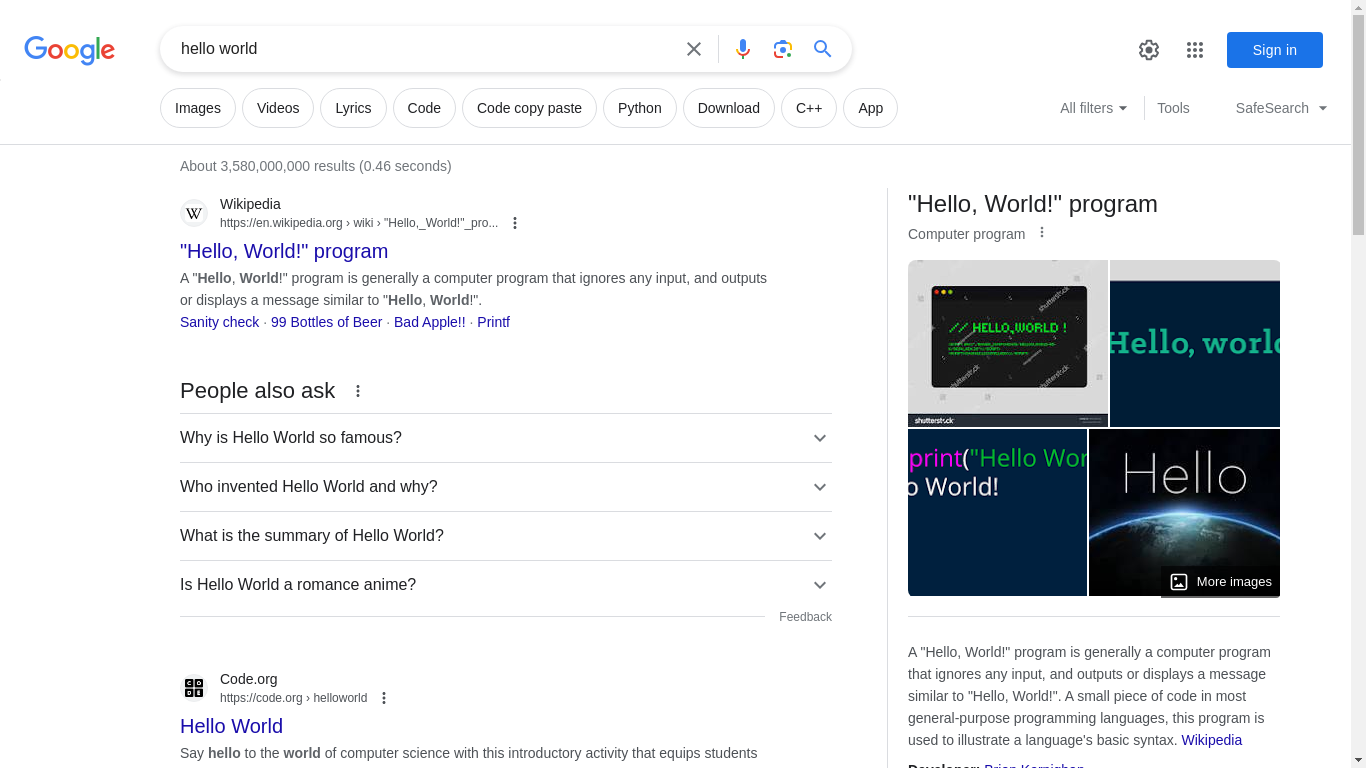 Google
hello world
Sign in
Images
Videos
Lyrics
Code
Code copy paste
Python
Download
C++
App
All filters
Tools
SafeSearch
About 3,580,000,000 results (0.46 seconds)
W
Wikipedia
https://en.wikipedia.org › wiki › "Hello,_World!"_pro...
"Hello, World!" program
A "Hello, World!" program is generally a computer program that ignores any input, and outputs
or displays a message similar to "Hello, World!".
Sanity check · 99 Bottles of Beer · Bad Apple!! · Printf
People also ask
Why is Hello World so famous?
Who invented Hello World and why?
What is the summary of Hello World?
Is Hello World a romance anime?
Feedback
CODE
Code.org
https://code.org › helloworld
Hello World
Say hello to the world of computer science with this introductory activity that equips students
"Hello, World!" program
Computer program
/// HELLO,WORLD !
shutterstock
shutterstock
shutterstock
shutterstock
Hello, world
print("Hello Wor
o World!
Hello
More images
A "Hello, World!" program is generally a computer program
that ignores any input, and outputs or displays a message
similar to "Hello, World!". A small piece of code in most
general-purpose programming languages, this program is
used to illustrate a language's basic syntax. Wikipedia
Developer: Brian Kernighan